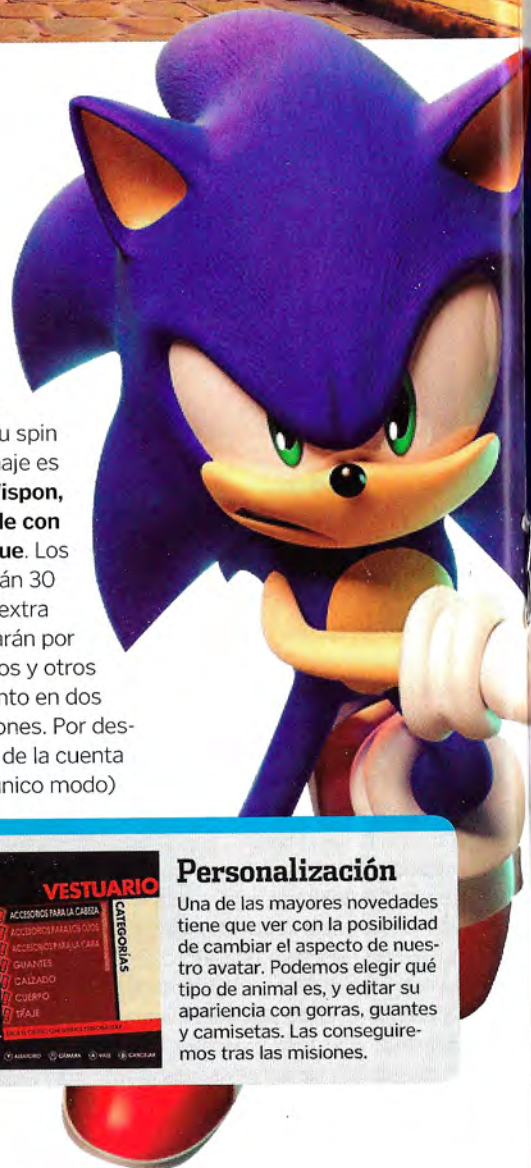 u spin
naje es
ispon,
le con
ue. Los
án 30
extra
arán por
os y otros
nto en dos
ones. Por des-
de la cuenta
único modo)
VESTUARIO
ACCESORIOS PARA LA CABEZA
ACCESORIOS PARA LOS OJOS
ACCESORIOS PARA LA CARA
GUANTES
CALZADO
CUERPO
TRAJE
CATEGORÍAS
Personalización
Una de las mayores novedades
tiene que ver con la posibilidad
de cambiar el aspecto de nues-
tro avatar. Podemos elegir qué
tipo de animal es, y editar su
apariencia con gorras, guantes
y camisetas. Las conseguire-
mos tras las misiones.